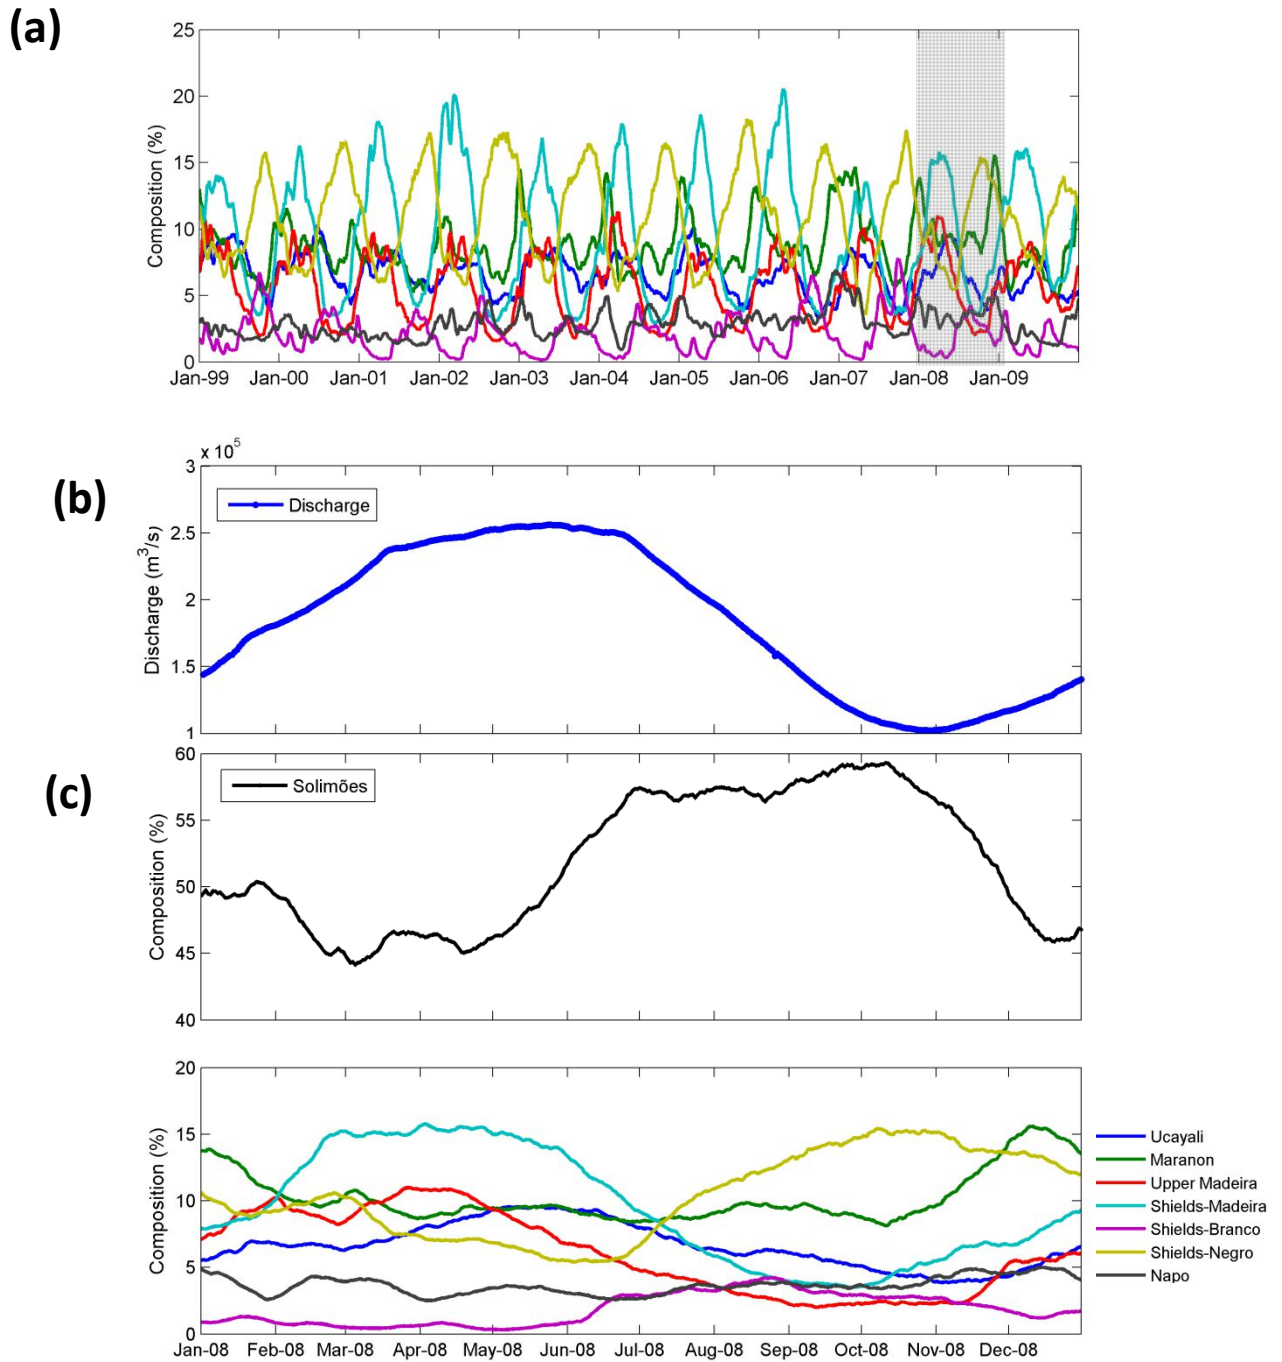 (a)
25
20
15
10
5
0
Composition (%)
Jan-99 Jan-00 Jan-01 Jan-02 Jan-03 Jan-04 Jan-05 Jan-06 Jan-07 Jan-08 Jan-09
(b)
x 10^5
3
2.5
2
1.5
1
Discharge (m^3/s)
Discharge
(c)
60
55
50
45
40
Composition (%)
Solimões
20
15
10
5
0
Composition (%)
Jan-08 Feb-08 Mar-08 Apr-08 May-08 Jun-08 Jul-08 Aug-08 Sep-08 Oct-08 Nov-08 Dec-08
Ucayali
Maranon
Upper Madeira
Shields-Madeira
Shields-Branco
Shields-Negro
Napo